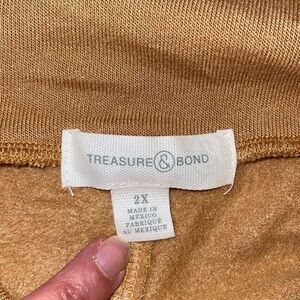 TREASURE & BOND
2X
MADE IN
MEXICO
FABRIQUÉ
AU MEXIQUE